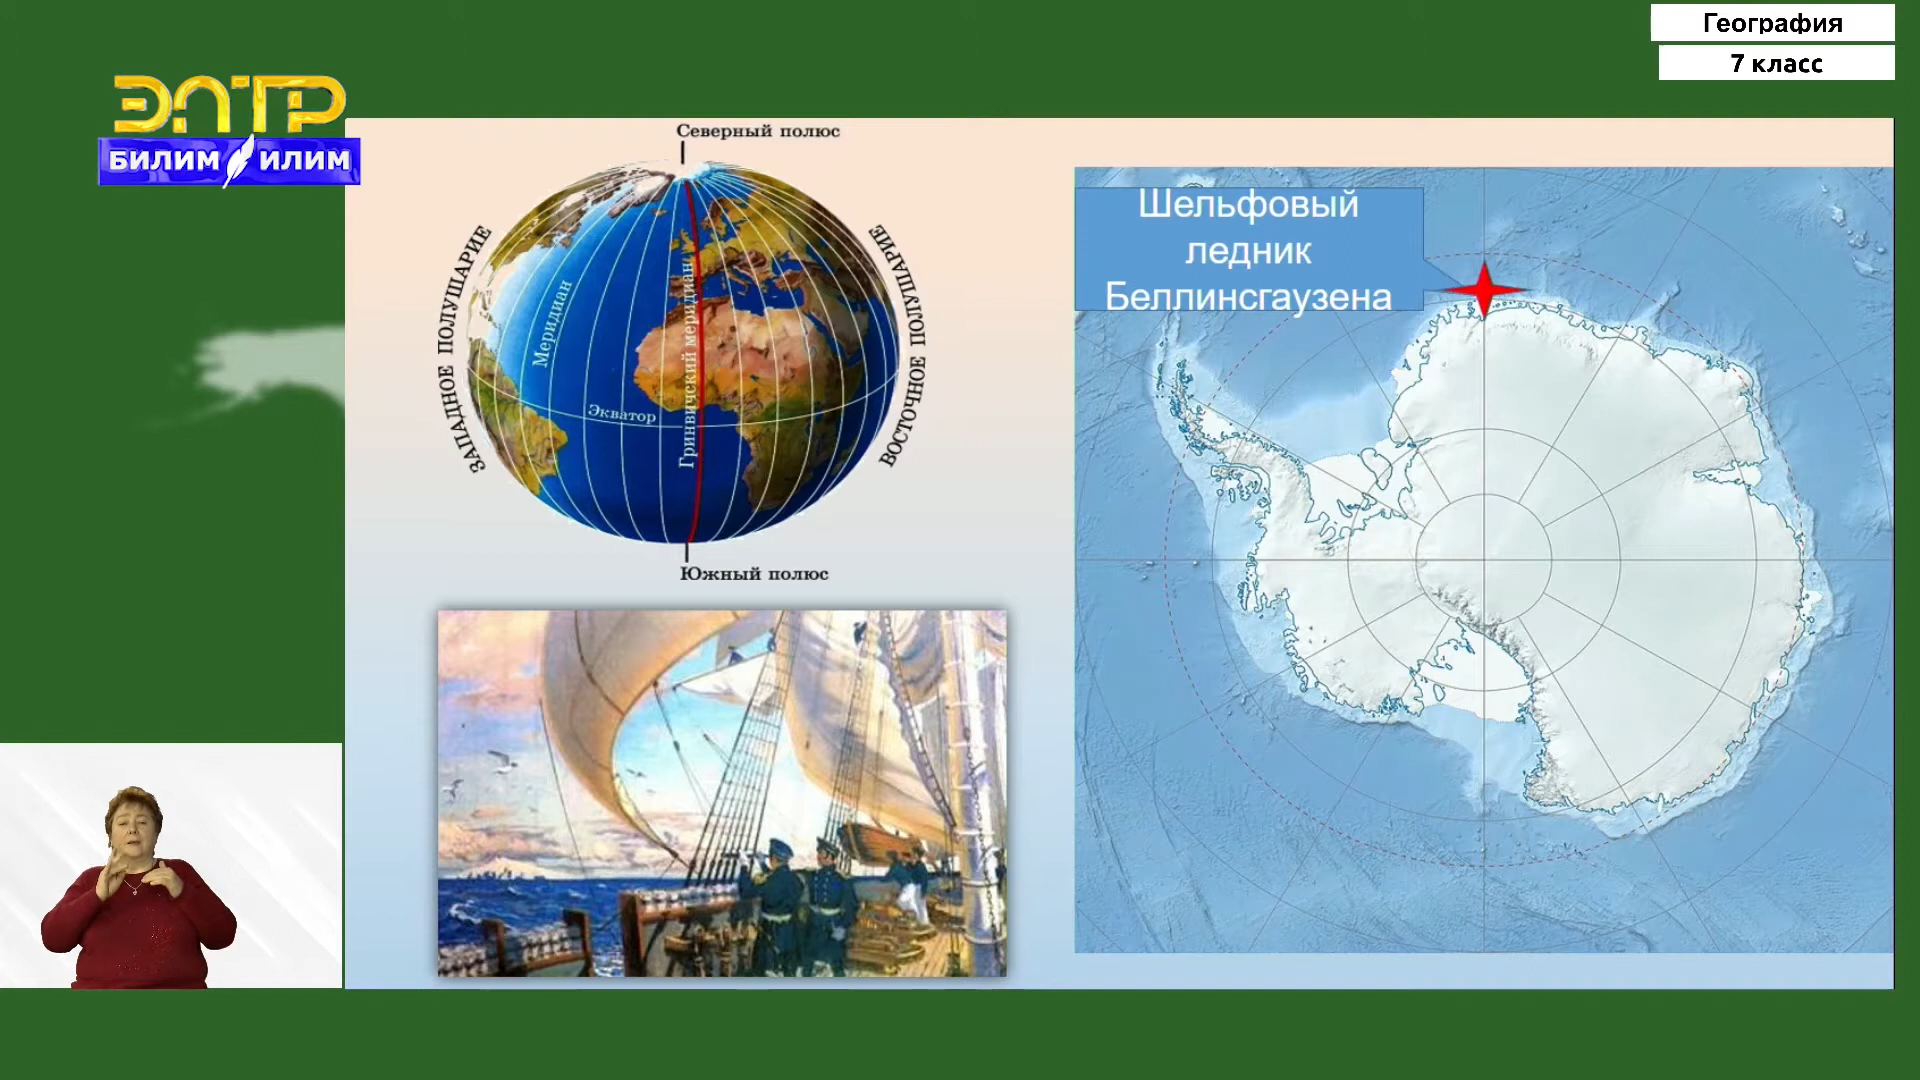 География
7 класс
ЭЛТР
БИЛИМ ИЛИМ
Северный полюс
ЗАПАДНОЕ ПОЛУШАРИЕ
ВОСТОЧНОЕ ПОЛУШАРИЕ
Меридиан
Гринвичский меридиан
Экватор
Южный полюс
Шельфовый
ледник
Беллинсгаузена